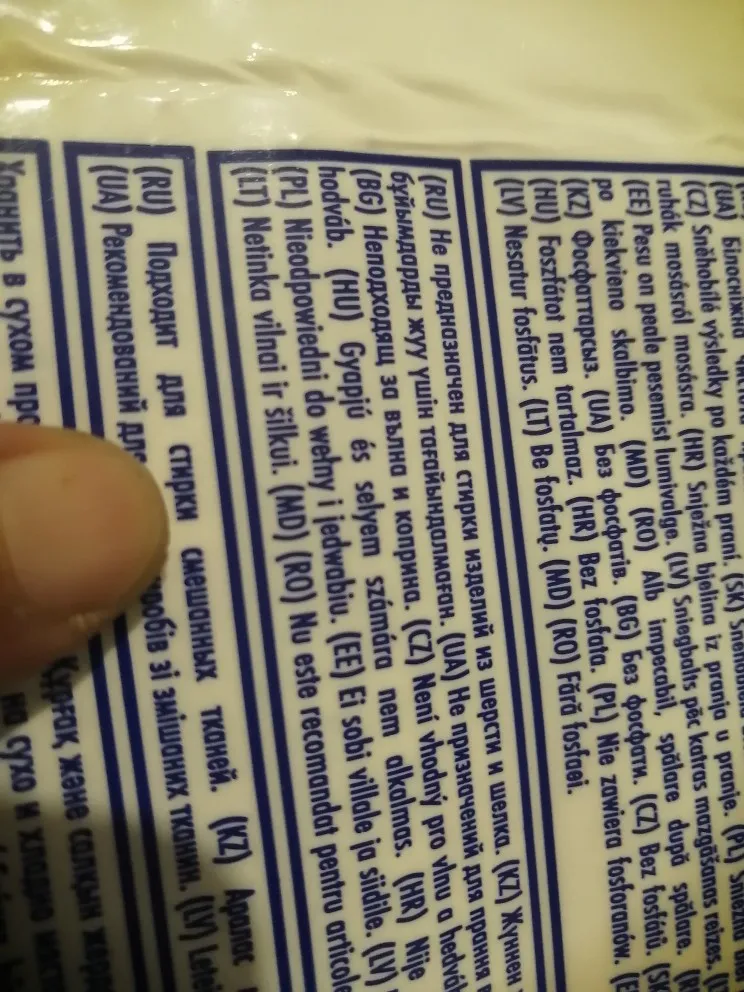 (UA) Білосніжна
(CZ) Sněhobílé výsledky po každém praní. (SK)
ruhák mosásról mosásra. (HR) Snježna bjelina iz pranja u pranje. (PL)
(EE) Pesu on peale pesemist lumivalge. (LV) Sniegbalts pēc katras mazgāšanas reizes.
po kiekvieno skalbimo. (MD) (RO) Alb impecabil, spălare după spălare.
(KZ) Фосфаттарсыз. (UA) Без фосфатів. (BG) Без фосфати. (CZ) Bez fosfátů.
(HU) Foszfátot nem tartalmaz. (HR) Bez fosfata. (PL) Nie zawiera fosforanów.
(LV) Nesatur fosfātus. (LT) Be fosfatų. (MD) (RO) Fără fosfați.
(RU) Не предназначен для стирки изделий из шерсти и шелка. (KZ) Жүннен
бұйымдарды жуу үшін тағайындалмаған. (UA) Не призначений для прання
(BG) Неподходящ за вълна и коприна. (CZ) Není vhodný pro vlnu a hedvábí
hodváb. (HU) Gyapjú és selyem számára nem alkalmas. (HR) Nije
(PL) Nieodpowiedni do wełny i jedwabiu. (EE) Ei sobi villale ja siidile. (LV)
(LT) Netinka vilnai ir šilkui. (MD) (RO) Nu este recomandat pentru articole
(RU) Подходит для стирки смешанных тканей. (KZ) Аралас
(UA) Рекомендований зі змішаних тканин. (LV)
Хранить в сухом Құрғақ және салқын
на сухо и хладно